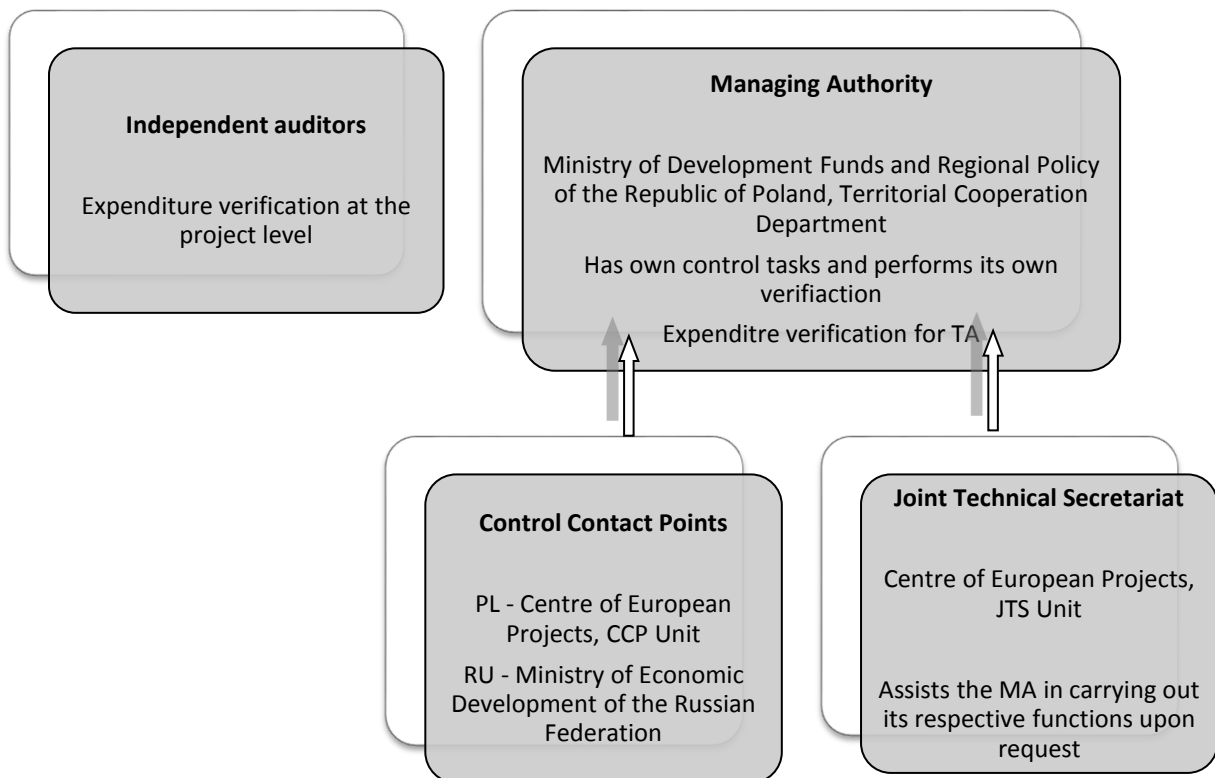 Independent auditors
Expenditure verification at the
project level
Managing Authority
Ministry of Development Funds and Regional Policy
of the Republic of Poland, Territorial Cooperation
Department
Has own control tasks and performs its own
verifiaction
Expenditre verification for TA
Control Contact Points
PL - Centre of European
Projects, CCP Unit
RU - Ministry of Economic
Development of the Russian
Federation
Joint Technical Secretariat
Centre of European Projects,
JTS Unit
Assists the MA in carrying out
its respective functions upon
request